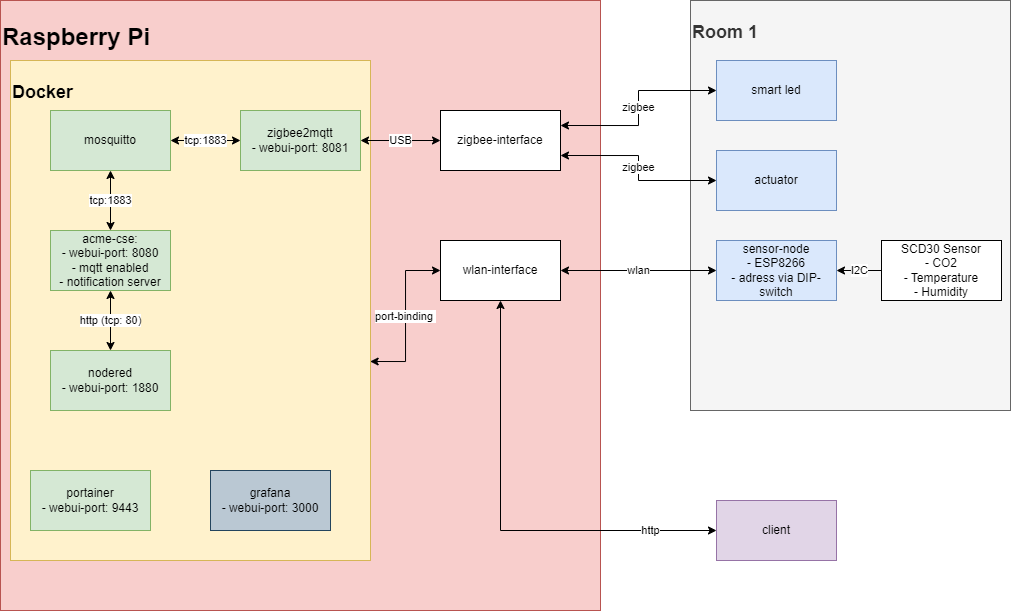 Raspberry Pi
Room 1
Docker
mosquitto
tcp:1883
zigbee2mqtt
- webui-port: 8081
USB
zigbee-interface
zigbee
smart led
zigbee
actuator
tcp:1883
acme-cse:
- webui-port: 8080
- mqtt enabled
- notification server
wlan-interface
wlan
sensor-node
- ESP8266
- adress via DIP-
switch
I2C
SCD30 Sensor
- CO2
- Temperature
- Humidity
http (tcp: 80)
port-binding
nodered
- webui-port: 1880
portainer
- webui-port: 9443
grafana
- webui-port: 3000
http
client